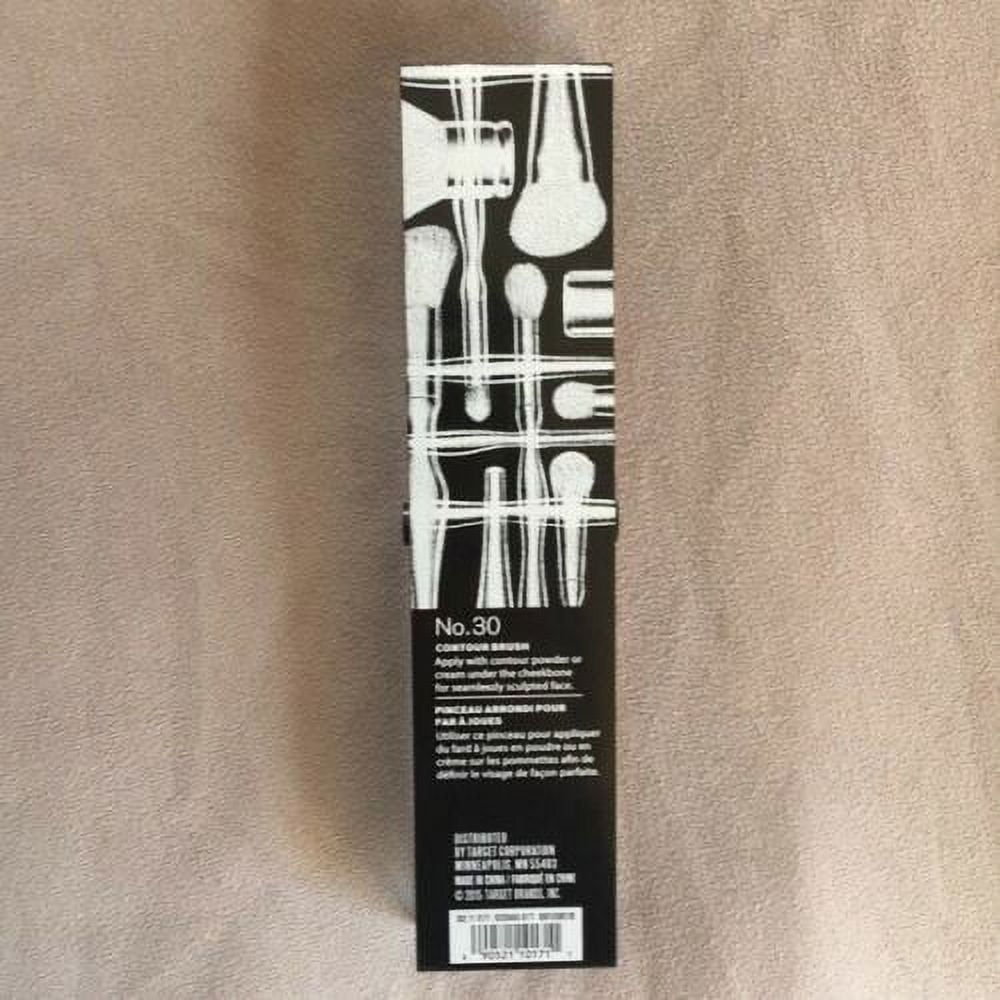 No.30
CONTOUR BRUSH
Apply with contour powder or
cream under the cheekbone
for seamlessly sculpted face.
PINCEAU ARRONDI POUR
FAR À JOUES
Utiliser ce pinceau pour appliquer
du fard à joues en poudre ou en
crème sur les pommettes afin de
définir le visage de façon parfaite.
DISTRIBUTED
BY TARGET CORPORATION
MINNEAPOLIS, MN 55403
MADE IN CHINA / FABRIQUÉ EN CHINE
© 2015 TARGET BRANDS, INC.